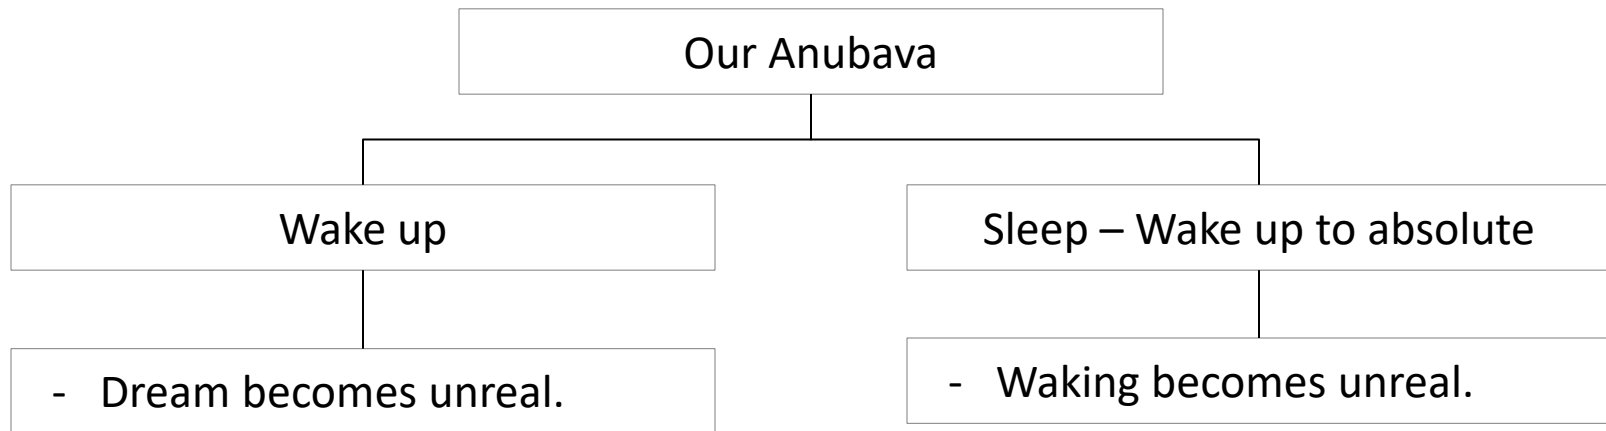 Our Anubava
Wake up
Sleep – Wake up to absolute
- Dream becomes unreal.
- Waking becomes unreal.